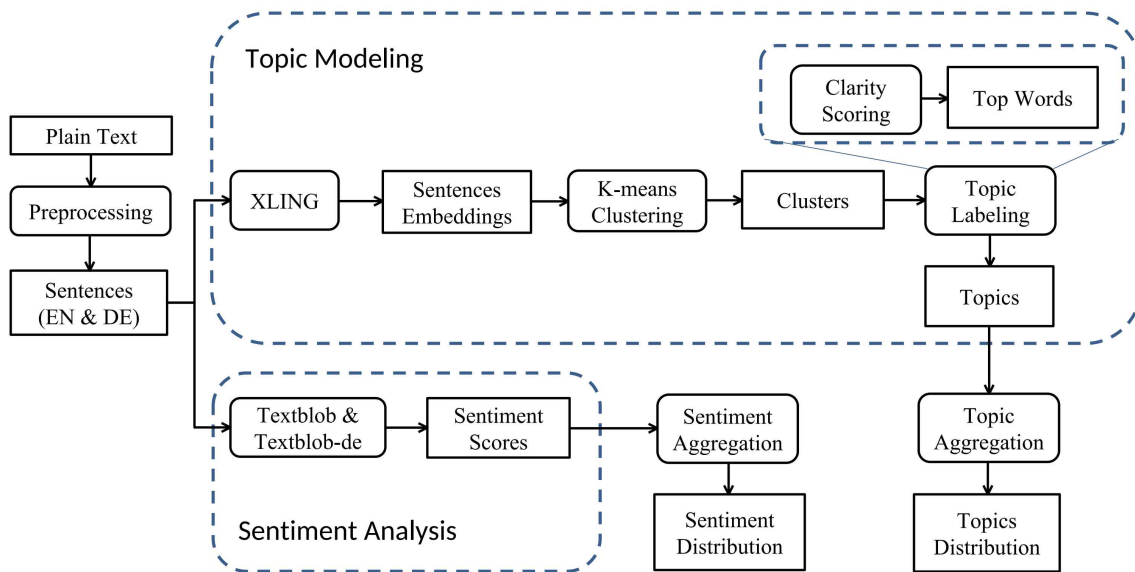 Topic Modeling
Clarity
Scoring
Top Words
Plain Text
Preprocessing
Sentences
(EN & DE)
XLING
Sentences
Embeddings
K-means
Clustering
Clusters
Topic
Labeling
Topics
Textblob &
Textblob-de
Sentiment
Scores
Sentiment
Aggregation
Topic
Aggregation
Sentiment Analysis
Sentiment
Distribution
Topics
Distribution